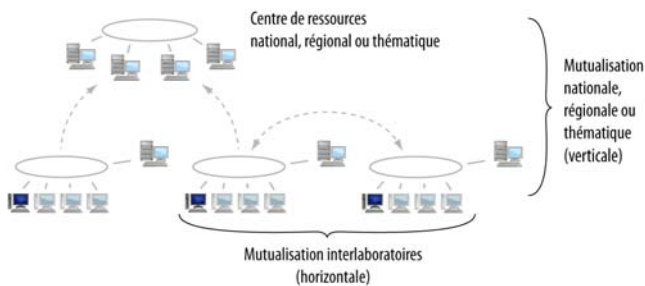 Centre de ressources
national, régional ou thématique
Mutualisation
nationale,
régionale ou
thématique
(verticale)
Mutualisation interlaboratoires
(horizontale)